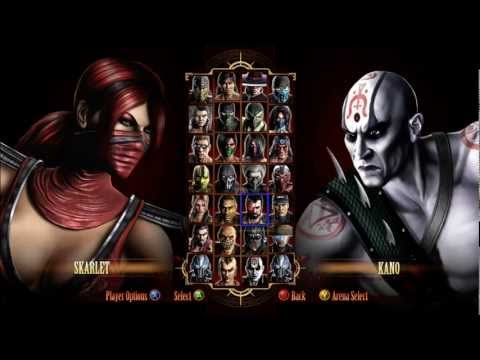 SKARLET
KANO
Player Options X Select A B Back Y Arena Select